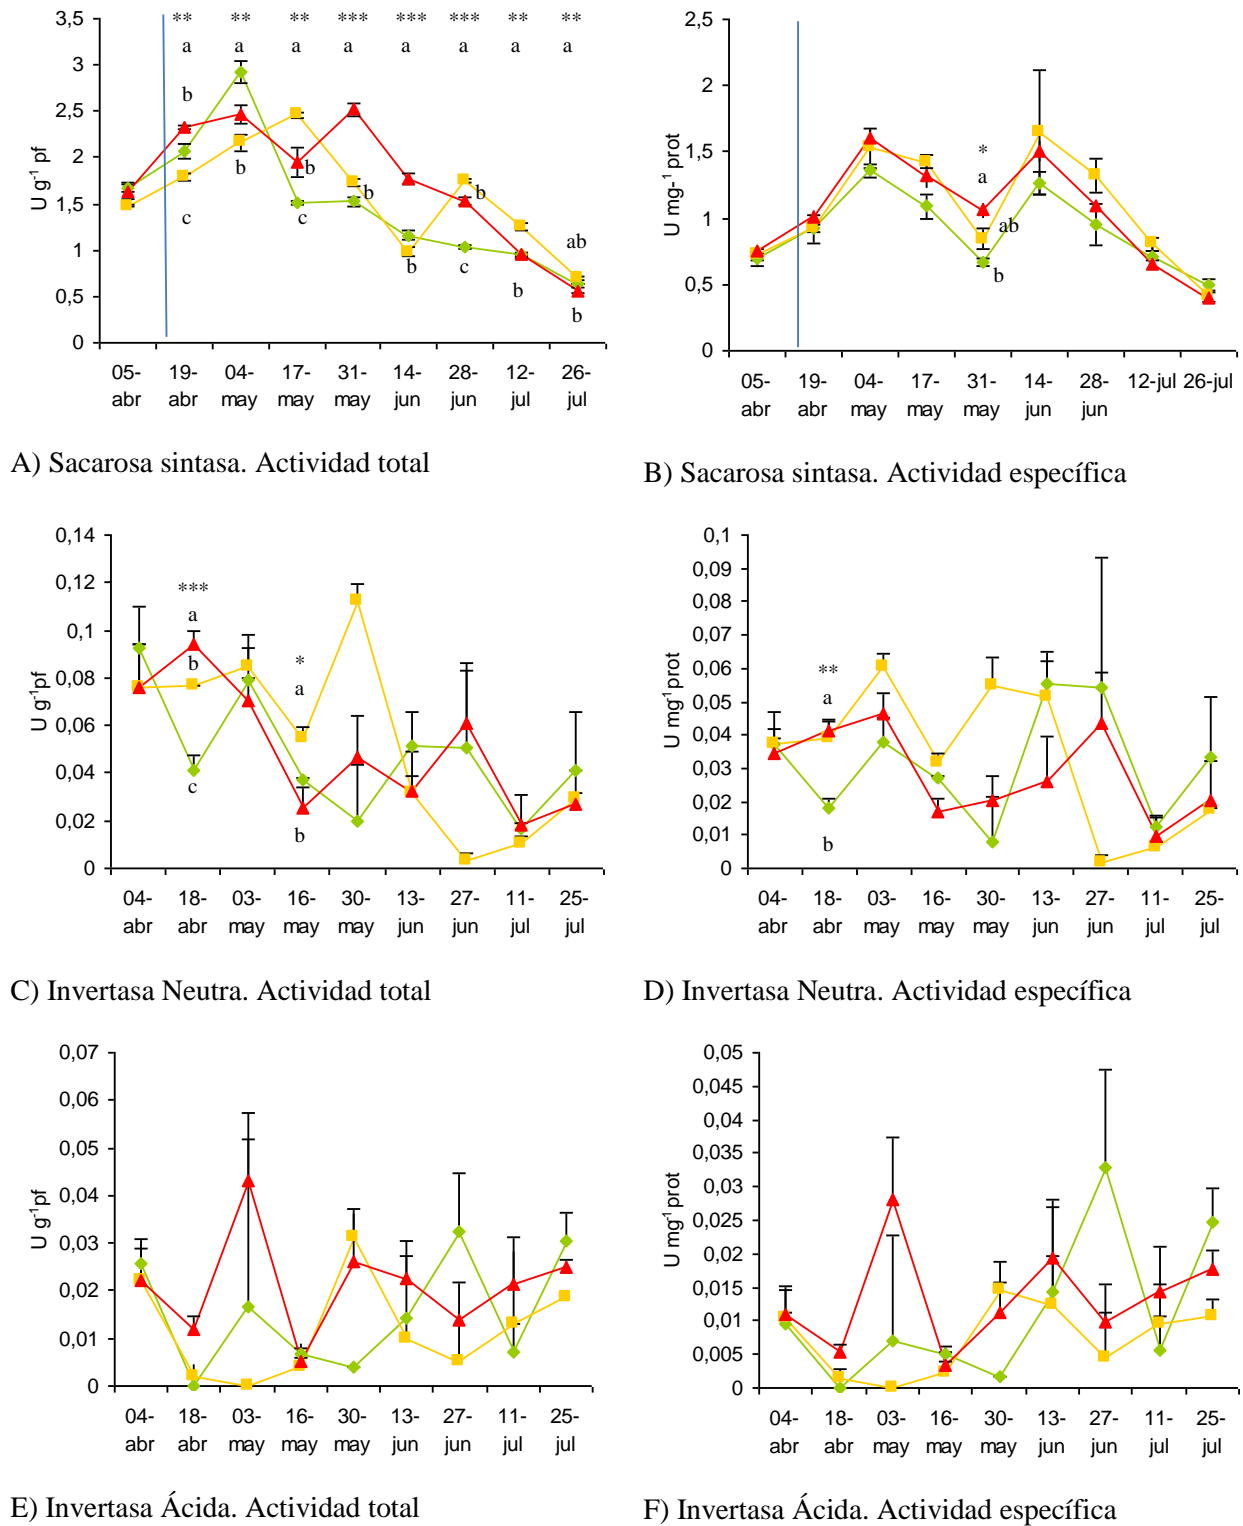 3,5
3
2,5
2
1,5
1
0,5
0
U g⁻¹ pf
** ** ** *** *** *** ** **
a a a a a a a a
b
b b b b ab
c c b c b b
05-abr 19-abr 04-may 17-may 31-may 14-jun 28-jun 12-jul 26-jul
A) Sacarosa sintasa. Actividad total
2,5
2
1,5
1
0,5
0
U mg-¹ prot
*
a
ab
b
05-abr 19-abr 04-may 17-may 31-may 14-jun 28-jun 12-jul 26-jul
B) Sacarosa sintasa. Actividad específica
0,14
0,12
0,1
0,08
0,06
0,04
0,02
0
U g⁻¹pf
***
a
b
c
*
a
b
04-abr 18-abr 03-may 16-may 30-may 13-jun 27-jun 11-jul 25-jul
C) Invertasa Neutra. Actividad total
0,1
0,09
0,08
0,07
0,06
0,05
0,04
0,03
0,02
0,01
0
U mg⁻¹ prot
**
a
b
04-abr 18-abr 03-may 16-may 30-may 13-jun 27-jun 11-jul 25-jul
D) Invertasa Neutra. Actividad específica
0,07
0,06
0,05
0,04
0,03
0,02
0,01
0
U g⁻¹pf
04-abr 18-abr 03-may 16-may 30-may 13-jun 27-jun 11-jul 25-jul
E) Invertasa Ácida. Actividad total
0,05
0,045
0,04
0,035
0,03
0,025
0,02
0,015
0,01
0,005
0
U mg⁻¹ prot
04-abr 18-abr 03-may 16-may 30-may 13-jun 27-jun 11-jul 25-jul
F) Invertasa Ácida. Actividad específica